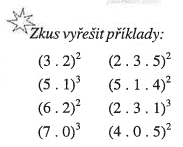 Zkus vyřešit příklady:
(3 . 2)² (2 . 3 . 5)²
(5 . 1)³ (5 . 1 . 4)²
(6 . 2)² (2 . 3 . 1)³
(7 . 0)³ (4 . 0 . 5)²